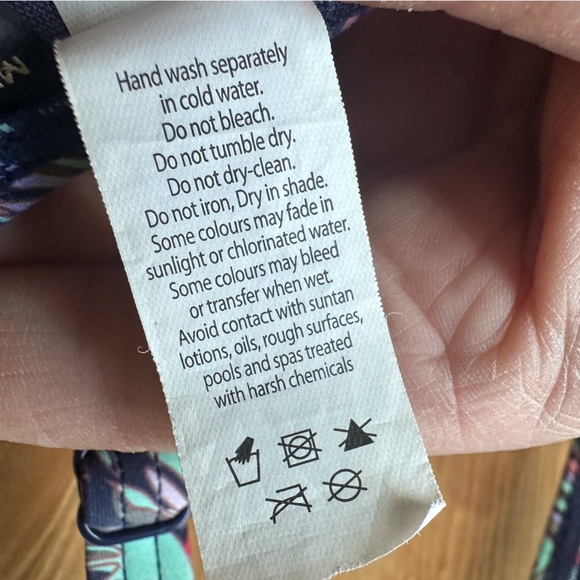 Hand wash separately
in cold water.
Do not bleach.
Do not tumble dry.
Do not dry-clean.
Do not iron, Dry in shade.
Some colours may fade in
sunlight or chlorinated water.
Some colours may bleed
or transfer when wet.
Avoid contact with suntan
lotions, oils, rough surfaces,
pools and spas treated
with harsh chemicals